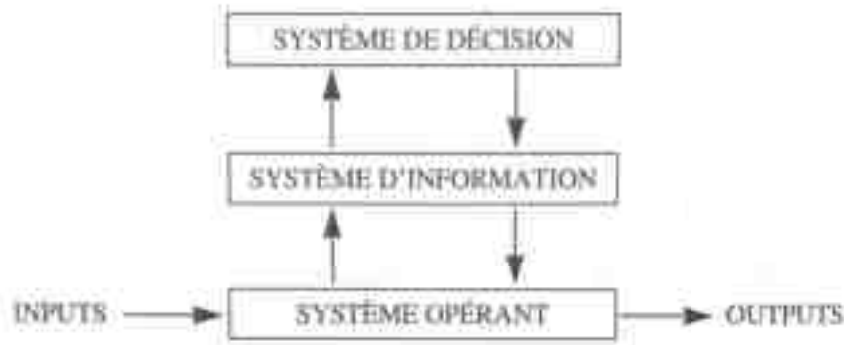 SYSTÈME DE DÉCISION
SYSTÈME D'INFORMATION
INPUTS
SYSTÈME OPÉRANT
OUTPUTS